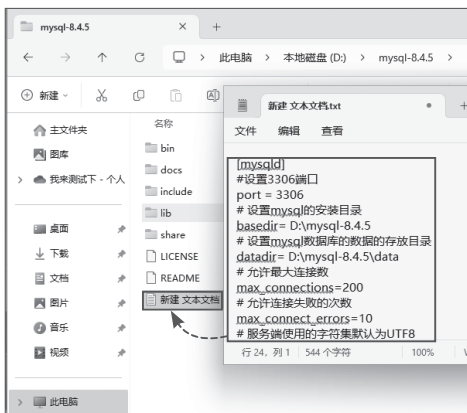 mysql-8.4.5
此电脑 > 本地磁盘 (D:) > mysql-8.4.5 >
新建
主文件夹
图库
我来测试下 - 个人
桌面
下载
文档
图片
音乐
视频
此电脑
名称
bin
docs
include
lib
share
LICENSE
README
新建 文本文档
新建 文本文档.txt
文件 编辑 查看
[mysqld]
#设置3306端口
port = 3306
# 设置mysql的安装目录
basedir= D:\mysql-8.4.5
# 设置mysql数据库的数据的存放目录
datadir= D:\mysql-8.4.5\data
# 允许最大连接数
max_connections=200
# 允许连接失败的次数
max_connect_errors=10
# 服务端使用的字符集默认为UTF8
行 24, 列 1 544 个字符 100%